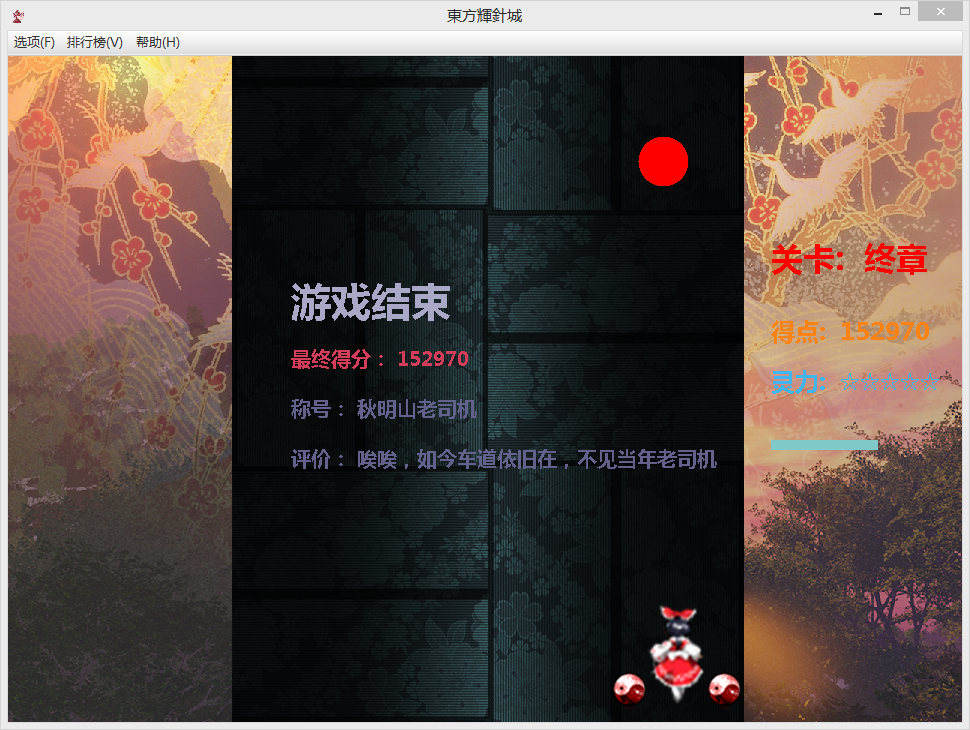 東方輝針城
选项(F) 排行榜(V) 帮助(H)
关卡: 终章
游戏结束
得点: 152970
最终得分： 152970
灵力: ☆☆☆☆☆
称号： 秋明山老司机
评价： 唉唉，如今车道依旧在，不见当年老司机